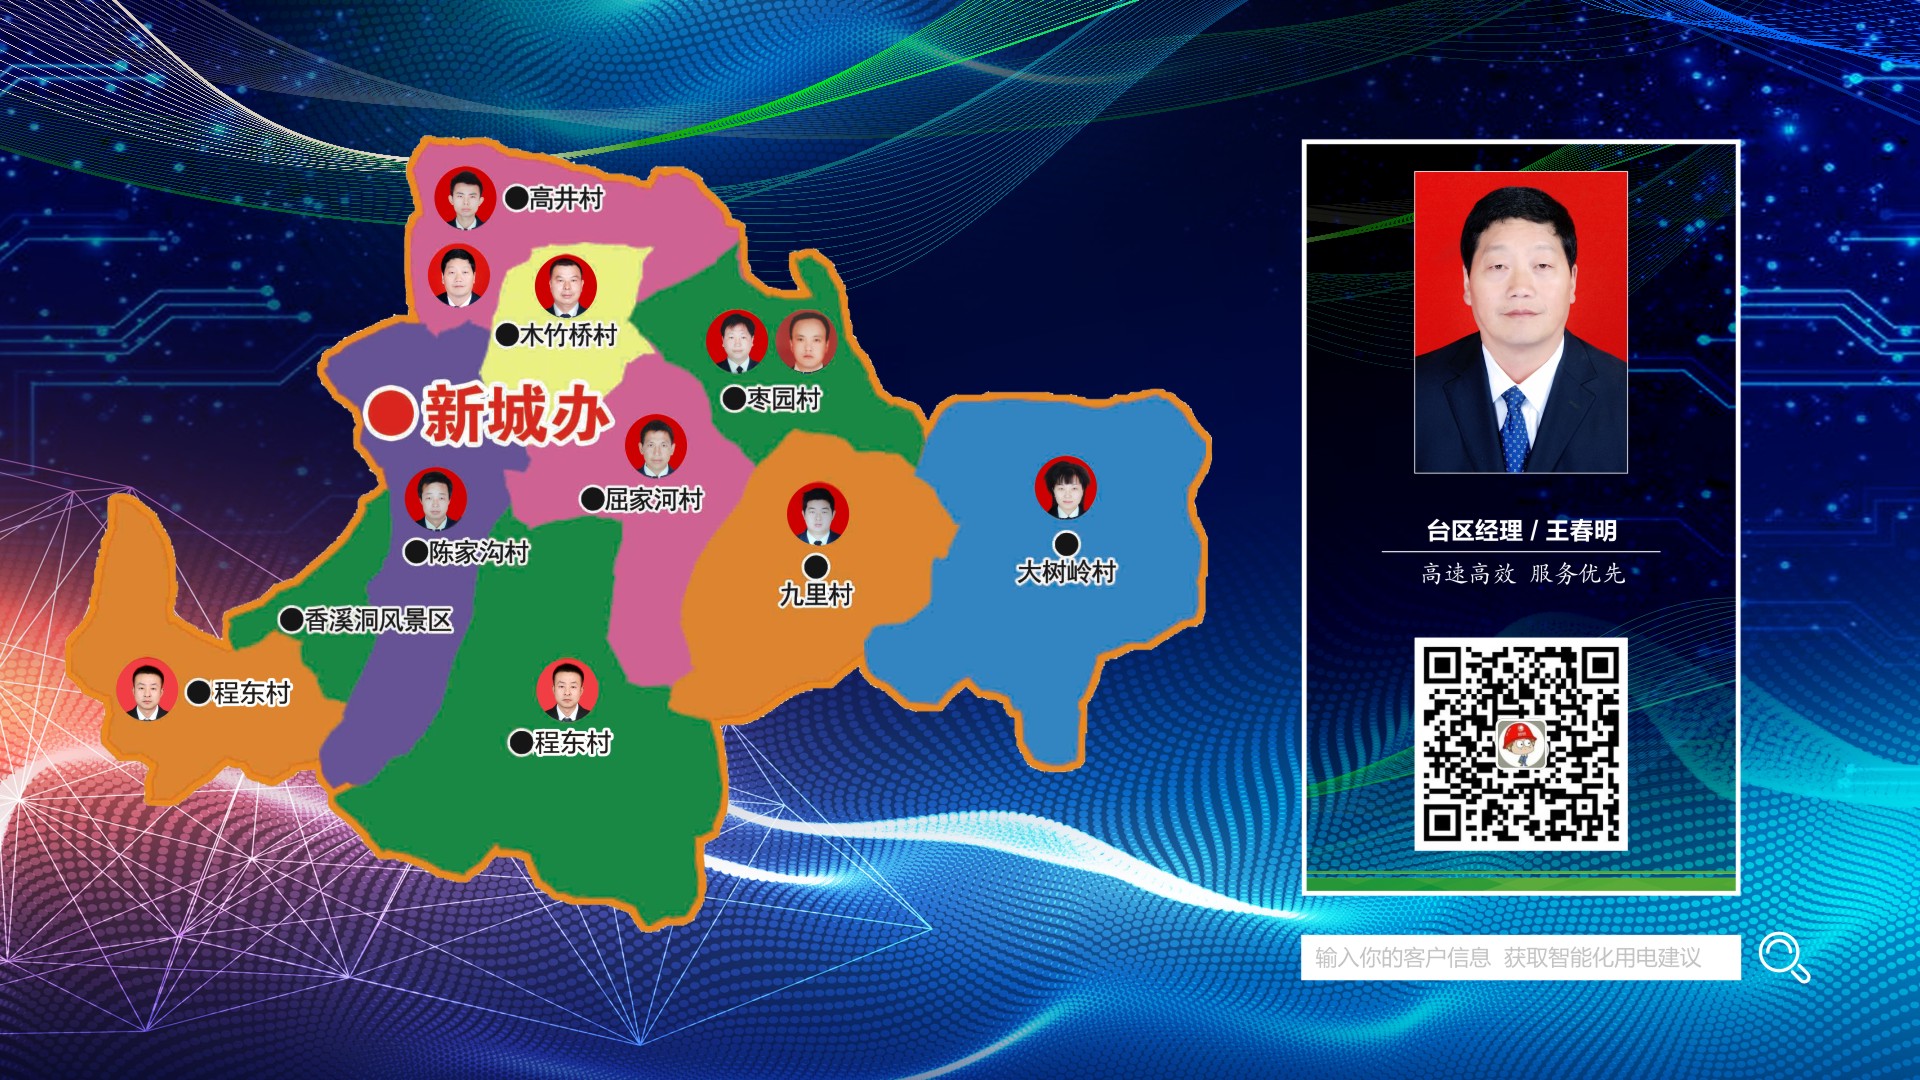 高井村
木竹桥村
枣园村
新城办
屈家河村
陈家沟村
九里村
大树岭村
香溪洞风景区
程东村
程东村
台区经理 / 王春明
高速高效 服务优先
输入你的客户信息 获取智能化用电建议